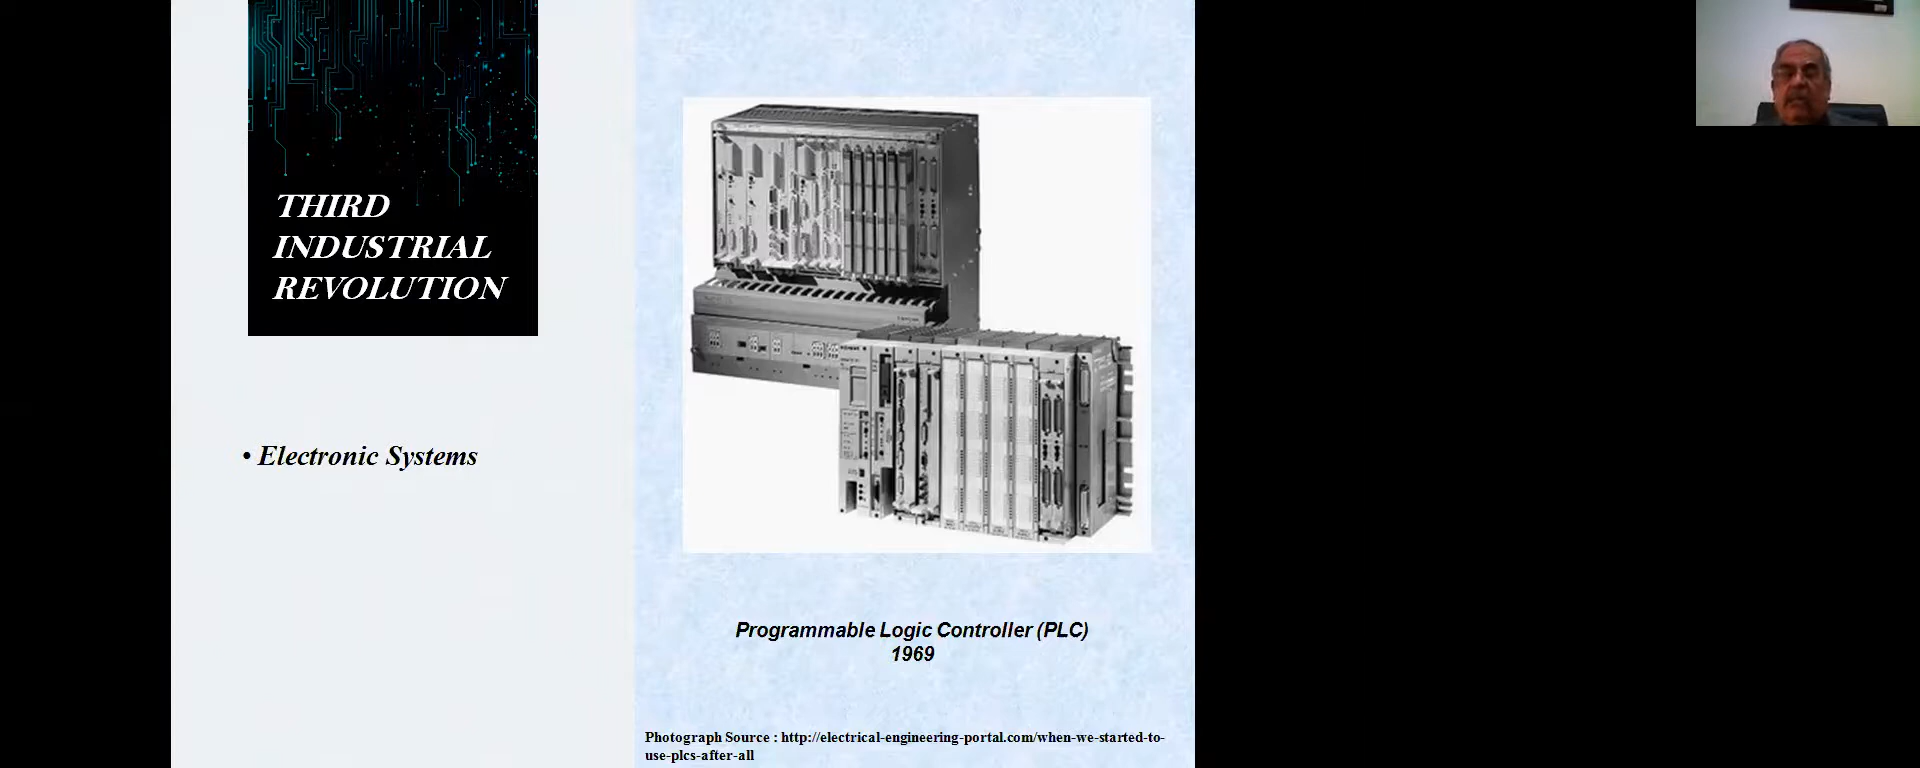 THIRD
INDUSTRIAL
REVOLUTION
• Electronic Systems
Programmable Logic Controller (PLC)
1969
Photograph Source : http://electrical-engineering-portal.com/when-we-started-to-
use-plcs-after-all